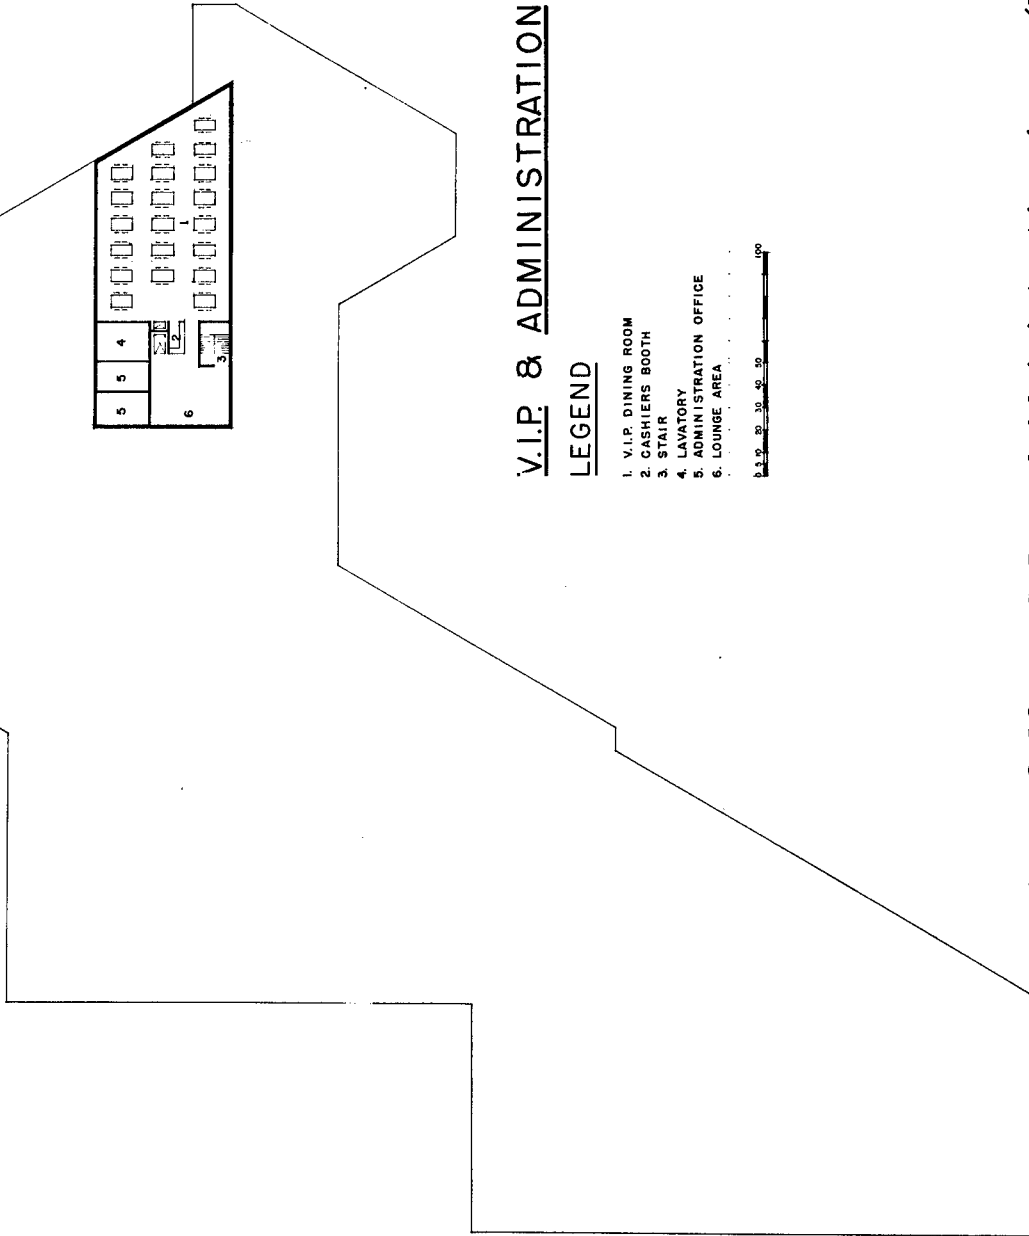 V.I.P. & ADMINISTRATION
LEGEND
1. V.I.P. DINING ROOM
2. CASHIERS BOOTH
3. STAIR
4. LAVATORY
5. ADMINISTRATION OFFICE
6. LOUNGE AREA
0 5 10 20 30 40 50 100
5
5
4
6
2
3
1